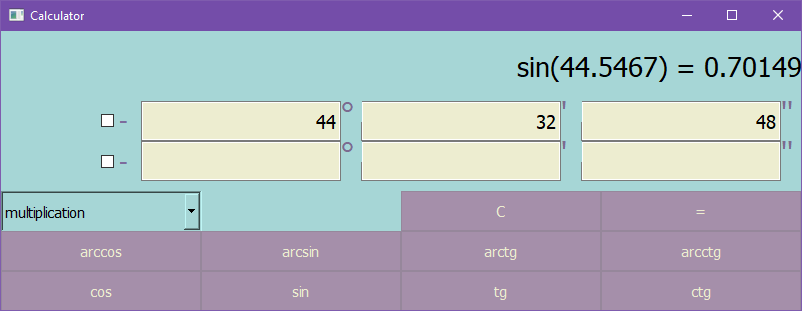 Calculator
sin(44.5467) = 0.70149
- 44 ° 32 ' 48 "
- ° ' "
multiplication C =
arccos arcsin arctg arcctg
cos sin tg ctg